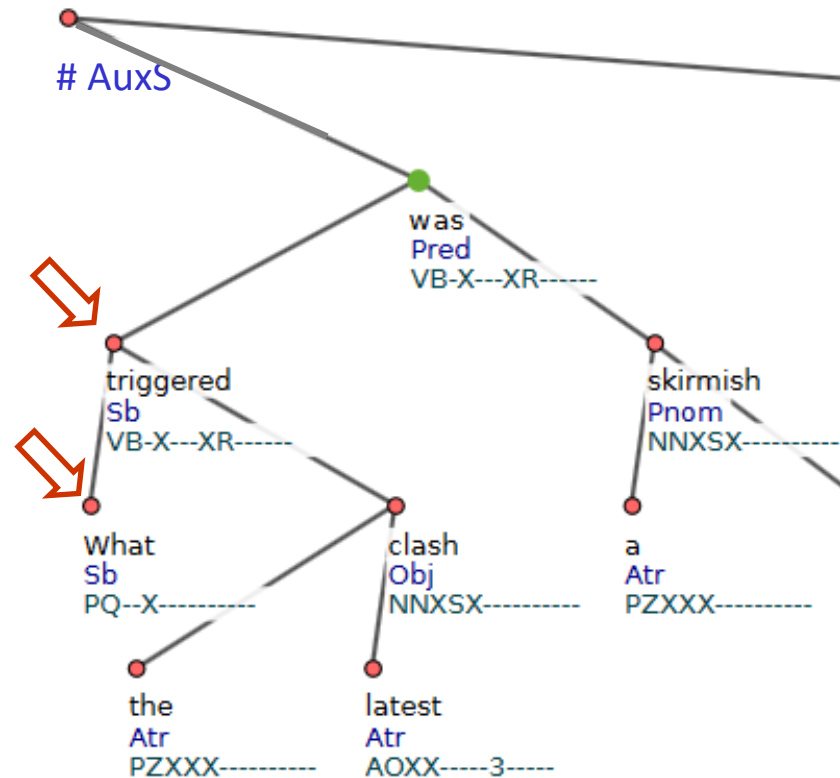 # AuxS
was
Pred
VB-X---XR------
triggered
Sb
VB-X---XR------
skirmish
Pnom
NNXSX----------
What
Sb
PQ--X----------
clash
Obj
NNXSX----------
a
Atr
PZXXX----------
the
Atr
PZXXX----------
latest
Atr
AOXX-----3-----